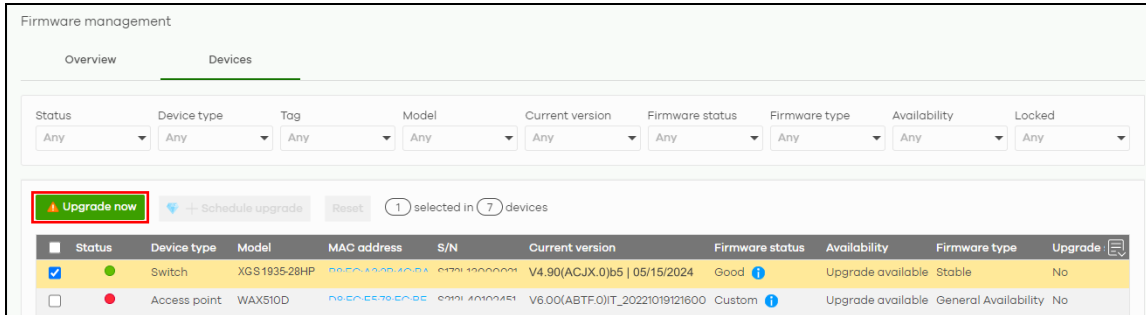 Firmware management
Overview Devices
Status Device type Tag Model Current version Firmware status Firmware type Availability Locked
Any Any Any Any Any Any Any Any Any
Upgrade now + Schedule upgrade Reset 1 selected in 7 devices
Status Device type Model MAC address S/N Current version Firmware status Availability Firmware type Upgrade
Switch XGS1935-28HP V4.90(ACJX.0)b5 | 05/15/2024 Good Upgrade available Stable No
Access point WAX510D V6.00(ABTF.0)IT_20221019121600 Custom Upgrade available General Availability No